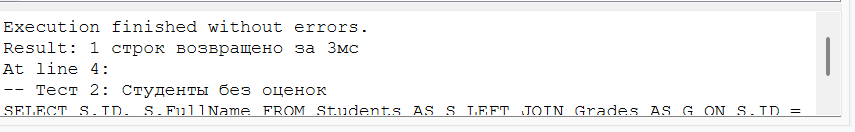 Execution finished without errors.
Result: 1 строк возвращено за 3мс
At line 4:
-- Тест 2: Студенты без оценок
SELECT S.ID, S.FullName FROM Students AS S LEFT JOIN Grades AS G ON S.ID =